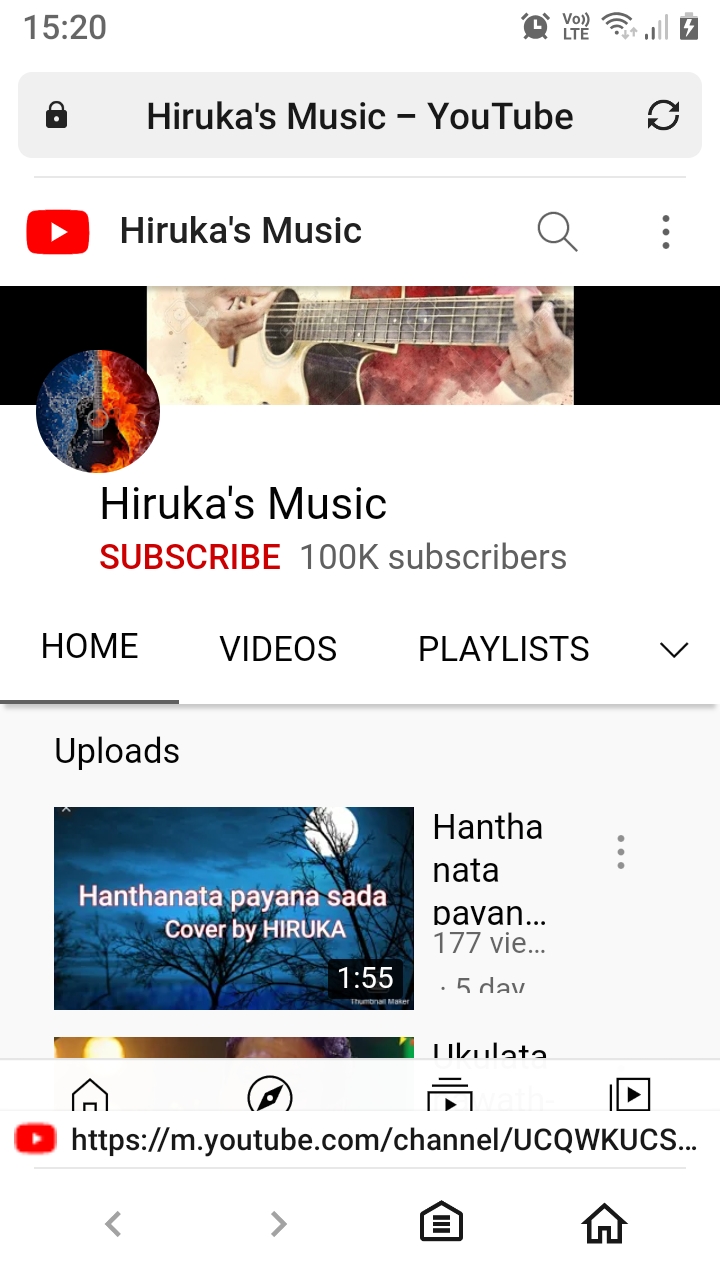 15:20
Vo))
LTE
Hiruka's Music – YouTube
Hiruka's Music
Hiruka's Music
SUBSCRIBE 100K subscribers
HOME VIDEOS PLAYLISTS
Uploads
Hanthanata payana sada
Cover by HIRUKA
1:55
Thumbnail Maker
Hantha
nata
payan...
177 vie...
· 5 day
Ukulata
https://m.youtube.com/channel/UCQWKUCS...